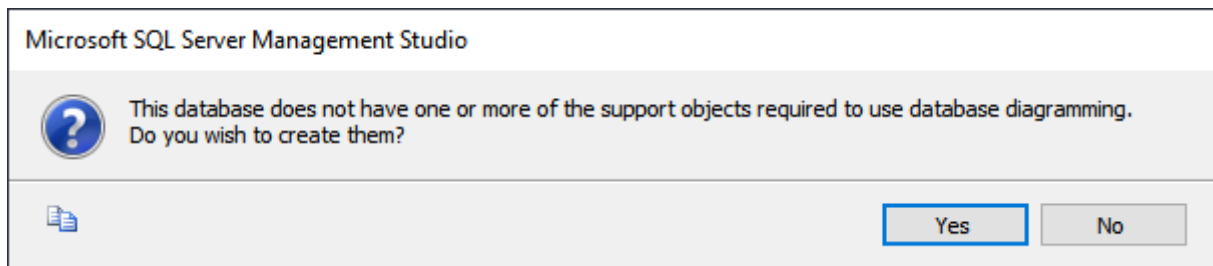 Microsoft SQL Server Management Studio
This database does not have one or more of the support objects required to use database diagramming.
Do you wish to create them?
Yes
No